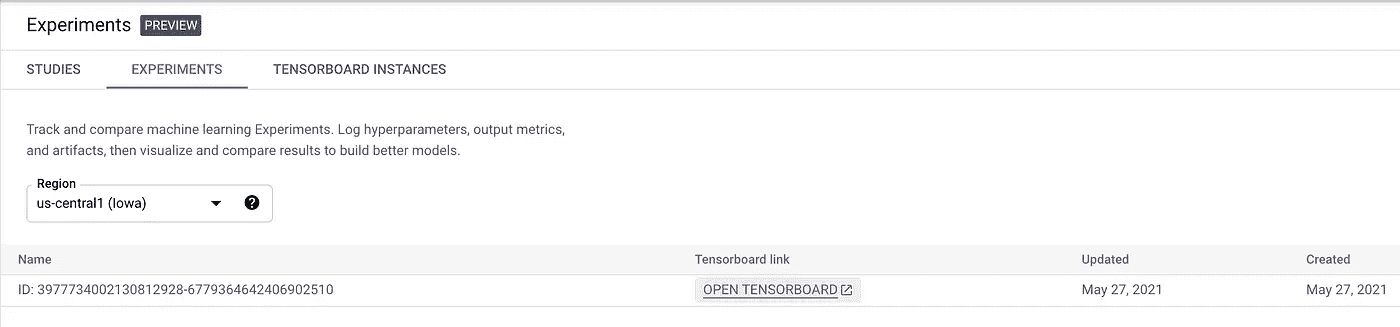 Experiments PREVIEW
STUDIES EXPERIMENTS TENSORBOARD INSTANCES
Track and compare machine learning Experiments. Log hyperparameters, output metrics,
and artifacts, then visualize and compare results to build better models.
Region
us-central1 (Iowa)
Name Tensorboard link Updated Created
ID: 3977734002130812928-6779364642406902510 OPEN TENSORBOARD May 27, 2021 May 27, 2021